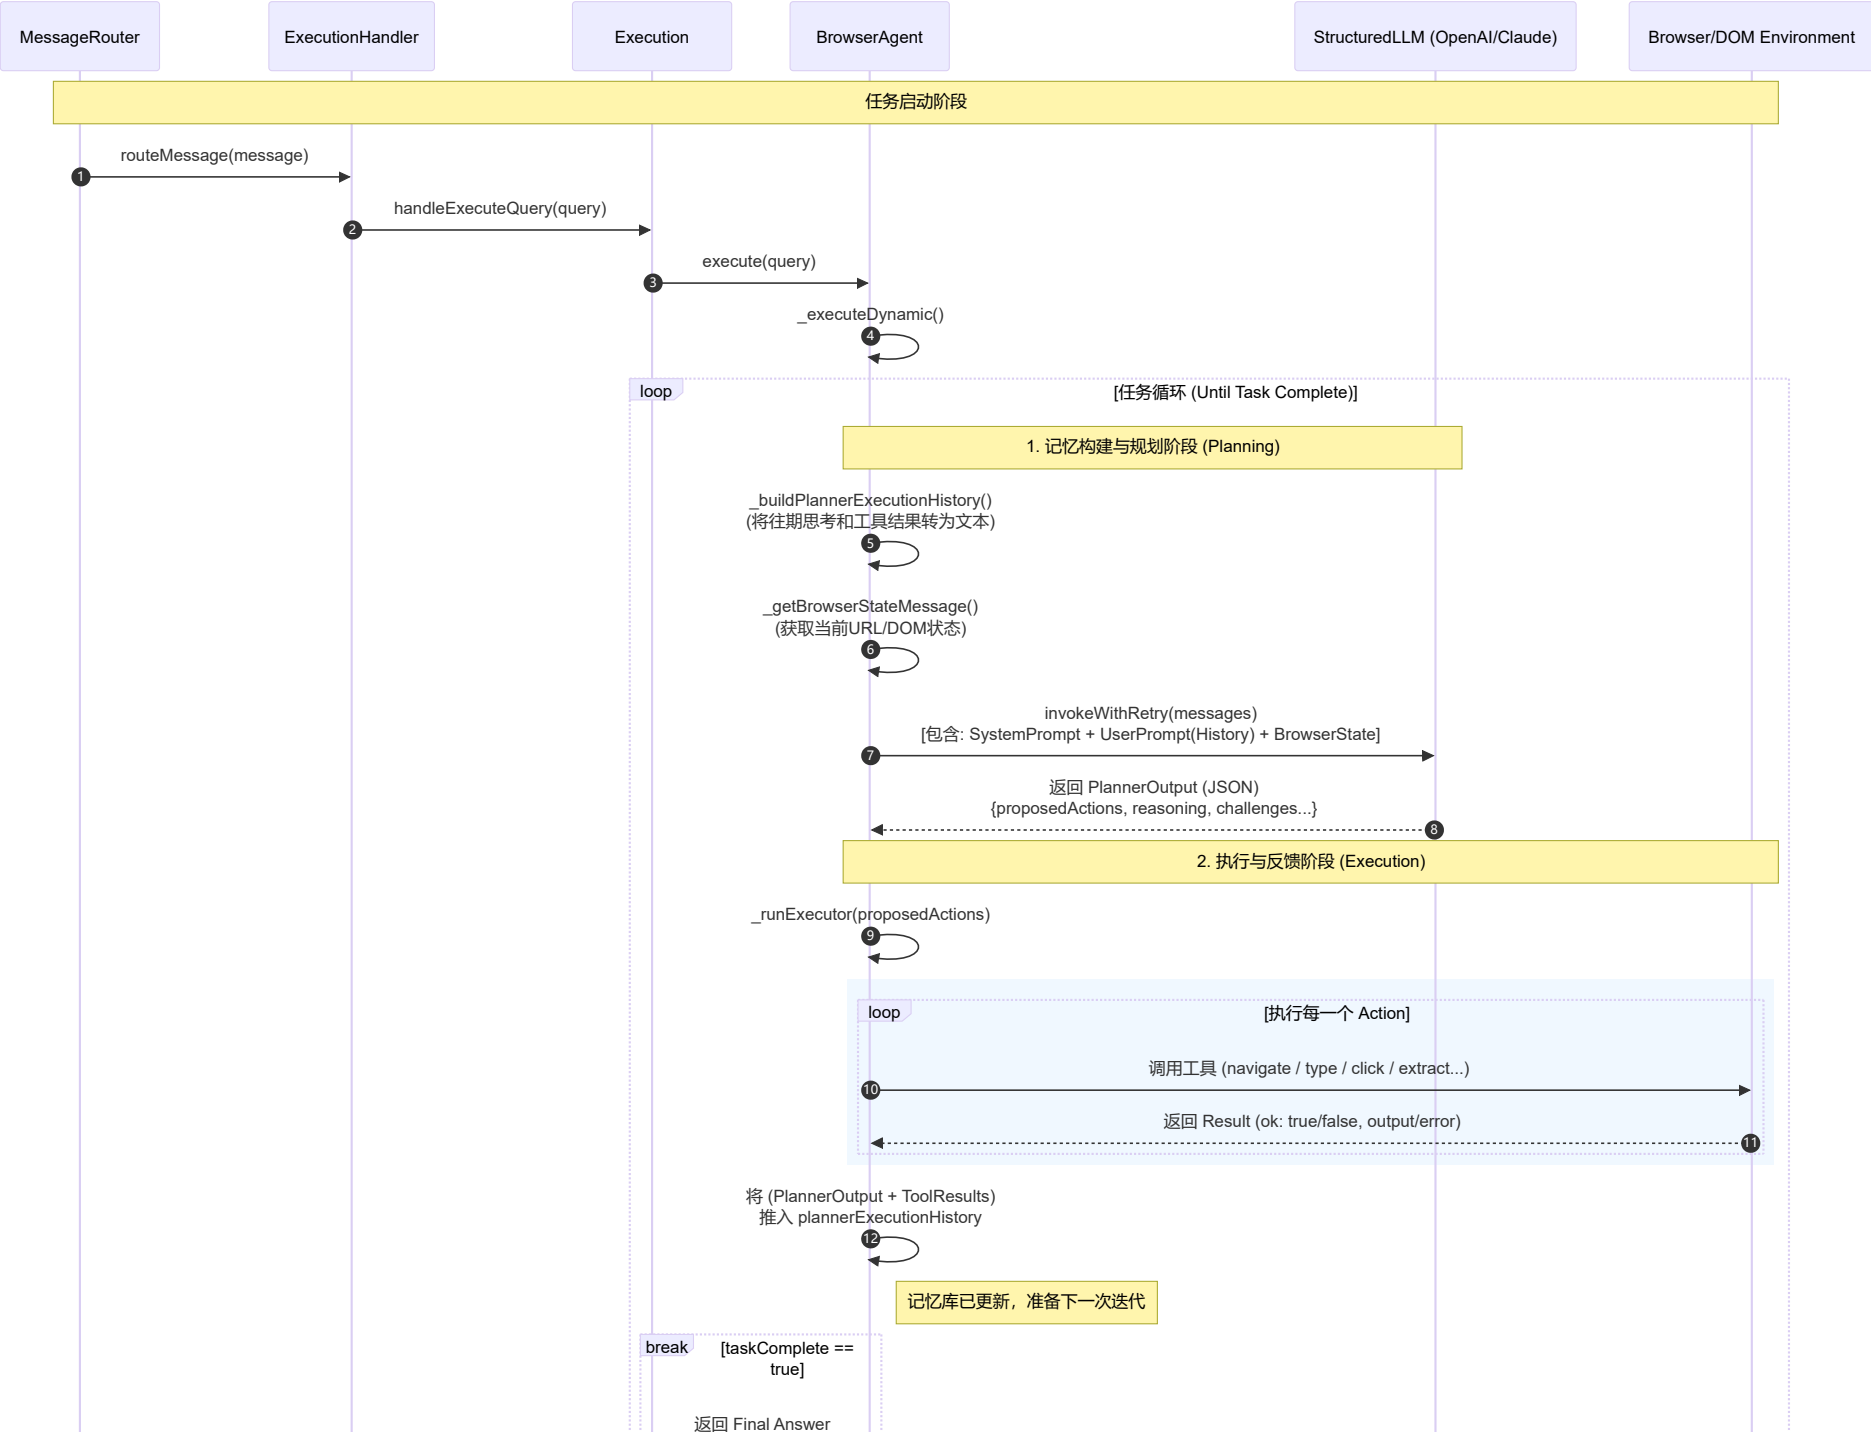 MessageRouter
ExecutionHandler
Execution
BrowserAgent
StructuredLLM (OpenAI/Claude)
Browser/DOM Environment
任务启动阶段
routeMessage(message)
1
handleExecuteQuery(query)
2
execute(query)
3
_executeDynamic()
4
loop
[任务循环 (Until Task Complete)]
1. 记忆构建与规划阶段 (Planning)
_buildPlannerExecutionHistory()
(将往期思考和工具结果转为文本)
5
_getBrowserStateMessage()
(获取当前URL/DOM状态)
6
invokeWithRetry(messages)
[包含: SystemPrompt + UserPrompt(History) + BrowserState]
7
返回 PlannerOutput (JSON)
{proposedActions, reasoning, challenges...}
8
2. 执行与反馈阶段 (Execution)
_runExecutor(proposedActions)
9
loop
[执行每一个 Action]
调用工具 (navigate / type / click / extract...)
10
返回 Result (ok: true/false, output/error)
11
将 (PlannerOutput + ToolResults)
推入 plannerExecutionHistory
12
记忆库已更新，准备下一次迭代
break
[taskComplete ==
true]
返回 Final Answer